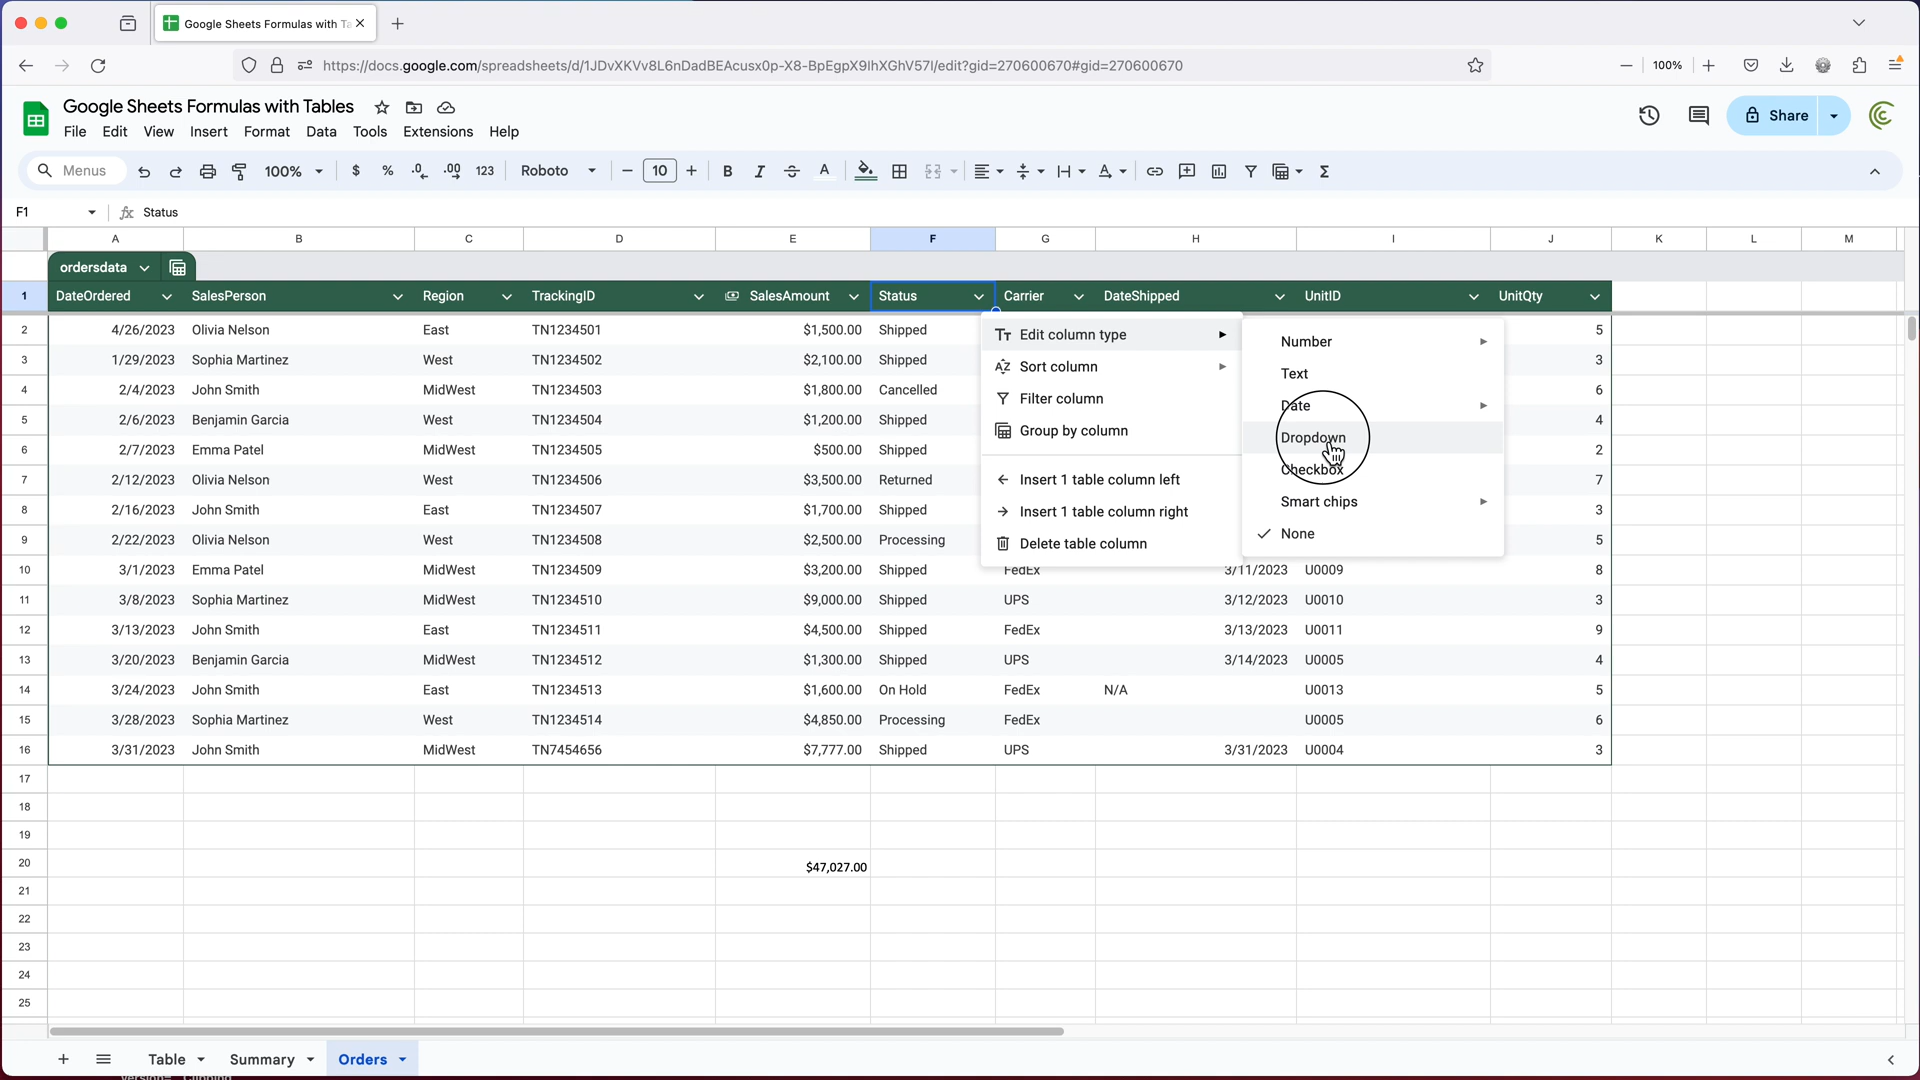 Google Sheets Formulas with Ta
https://docs.google.com/spreadsheets/d/1JDvXKVv8L6nDadBEAcusx0p-X8-BpEgpX9IhXGhV57I/edit?gid=270600670#gid=270600670
100%
Google Sheets Formulas with Tables
File Edit View Insert Format Data Tools Extensions Help
Share
Menus 100% $ % .0 .00 123 Roboto 10 B I S A
F1 fx Status
A B C D E F G H I J K L M
ordersdata
1 DateOrdered SalesPerson Region TrackingID SalesAmount Status Carrier DateShipped UnitID UnitQty
2 4/26/2023 Olivia Nelson East TN1234501 $1,500.00 Shipped 5
3 1/29/2023 Sophia Martinez West TN1234502 $2,100.00 Shipped 3
4 2/4/2023 John Smith MidWest TN1234503 $1,800.00 Cancelled 6
5 2/6/2023 Benjamin Garcia West TN1234504 $1,200.00 Shipped 4
6 2/7/2023 Emma Patel MidWest TN1234505 $500.00 Shipped 2
7 2/12/2023 Olivia Nelson West TN1234506 $3,500.00 Returned 7
8 2/16/2023 John Smith East TN1234507 $1,700.00 Shipped 3
9 2/22/2023 Olivia Nelson West TN1234508 $2,500.00 Processing 5
10 3/1/2023 Emma Patel MidWest TN1234509 $3,200.00 Shipped FedEx 3/11/2023 U0009 8
11 3/8/2023 Sophia Martinez MidWest TN1234510 $9,000.00 Shipped UPS 3/12/2023 U0010 3
12 3/13/2023 John Smith East TN1234511 $4,500.00 Shipped FedEx 3/13/2023 U0011 9
13 3/20/2023 Benjamin Garcia MidWest TN1234512 $1,300.00 Shipped UPS 3/14/2023 U0005 4
14 3/24/2023 John Smith East TN1234513 $1,600.00 On Hold FedEx N/A U0013 5
15 3/28/2023 Sophia Martinez West TN1234514 $4,850.00 Processing FedEx U0005 6
16 3/31/2023 John Smith MidWest TN7454656 $7,777.00 Shipped UPS 3/31/2023 U0004 3
17
18
19
20 $47,027.00
21
22
23
24
25
Edit column type
Sort column
Filter column
Group by column
Insert 1 table column left
Insert 1 table column right
Delete table column
Number
Text
Date
Dropdown
Checkbox
Smart chips
None
Table Summary Orders